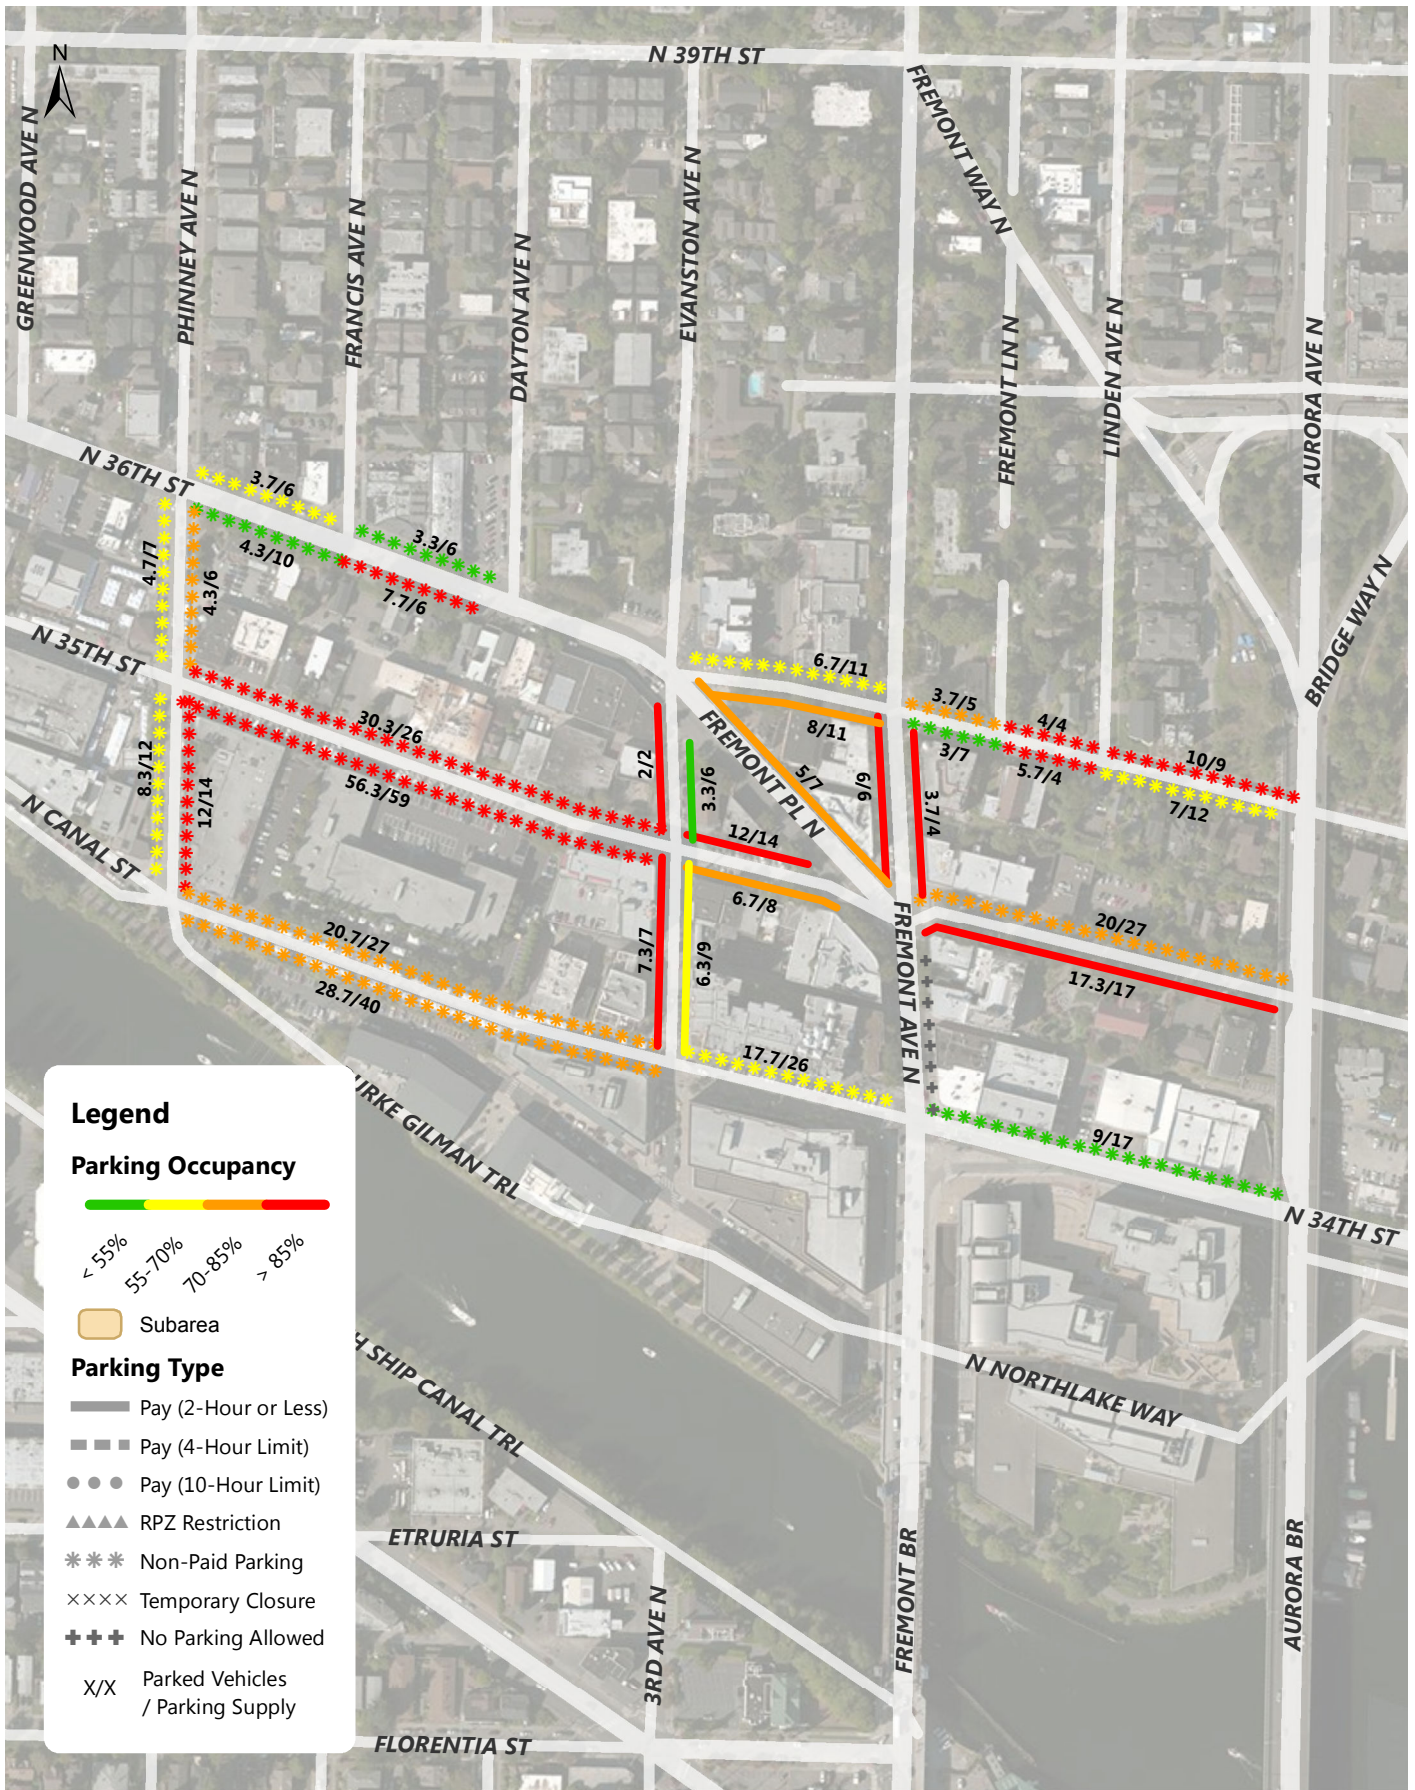 N 39TH ST
N
FREMONT WAY N
GREENWOOD AVE N
PHINNEY AVE N
FRANCIS AVE N
DAYTON AVE N
EVANSTON AVE N
FREMONT LN N
LINDEN AVE N
AURORA AVE N
BRIDGE WAY N
N 36TH ST
3.7/6
3.3/6
4.3/10
7.7/6
4.7/7
4.3/6
N 35TH ST
6.7/11
3.7/5
4/4
10/9
8/11
3/7
5.7/4
7/12
FREMONT PL N
5/7
6/6
3.7/4
30.3/26
56.3/59
2/2
3.3/6
12/14
8.3/12
12/14
N CANAL ST
6.7/8
20/27
17.3/17
FREMONT AVE N
20.7/27
28.7/40
7.3/7
6.3/9
17.7/26
9/17
N 34TH ST
URKE GILMAN TRL
H SHIP CANAL TRL
N NORTHLAKE WAY
ETRURIA ST
3RD AVE N
FREMONT BR
AURORA BR
FLORENTIA ST
Legend
Parking Occupancy
< 55%
55-70%
70-85%
> 85%
Subarea
Parking Type
Pay (2-Hour or Less)
Pay (4-Hour Limit)
Pay (10-Hour Limit)
RPZ Restriction
Non-Paid Parking
Temporary Closure
No Parking Allowed
X/X
Parked Vehicles
/ Parking Supply